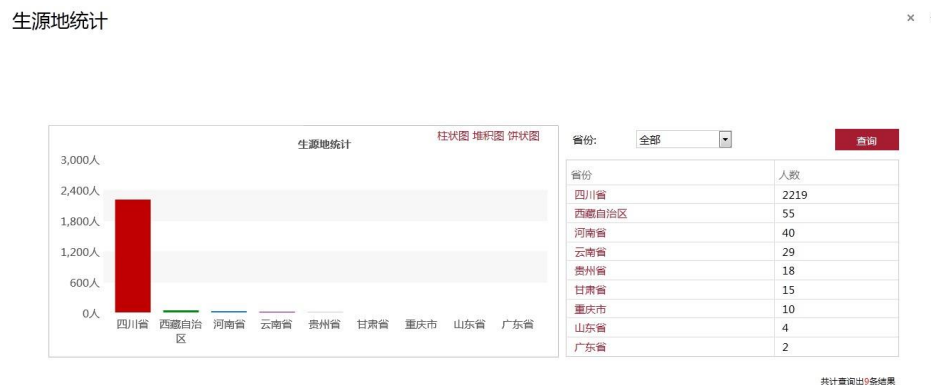 生源地统计
×
生源地统计
柱状图 堆积图 饼状图
3,000人
2,400人
1,800人
1,200人
600人
0人
四川省 西藏自治区 河南省 云南省 贵州省 甘肃省 重庆市 山东省 广东省
省份: 全部 查询
省份 人数
四川省 2219
西藏自治区 55
河南省 40
云南省 29
贵州省 18
甘肃省 15
重庆市 10
山东省 4
广东省 2
共计查询出9条结果